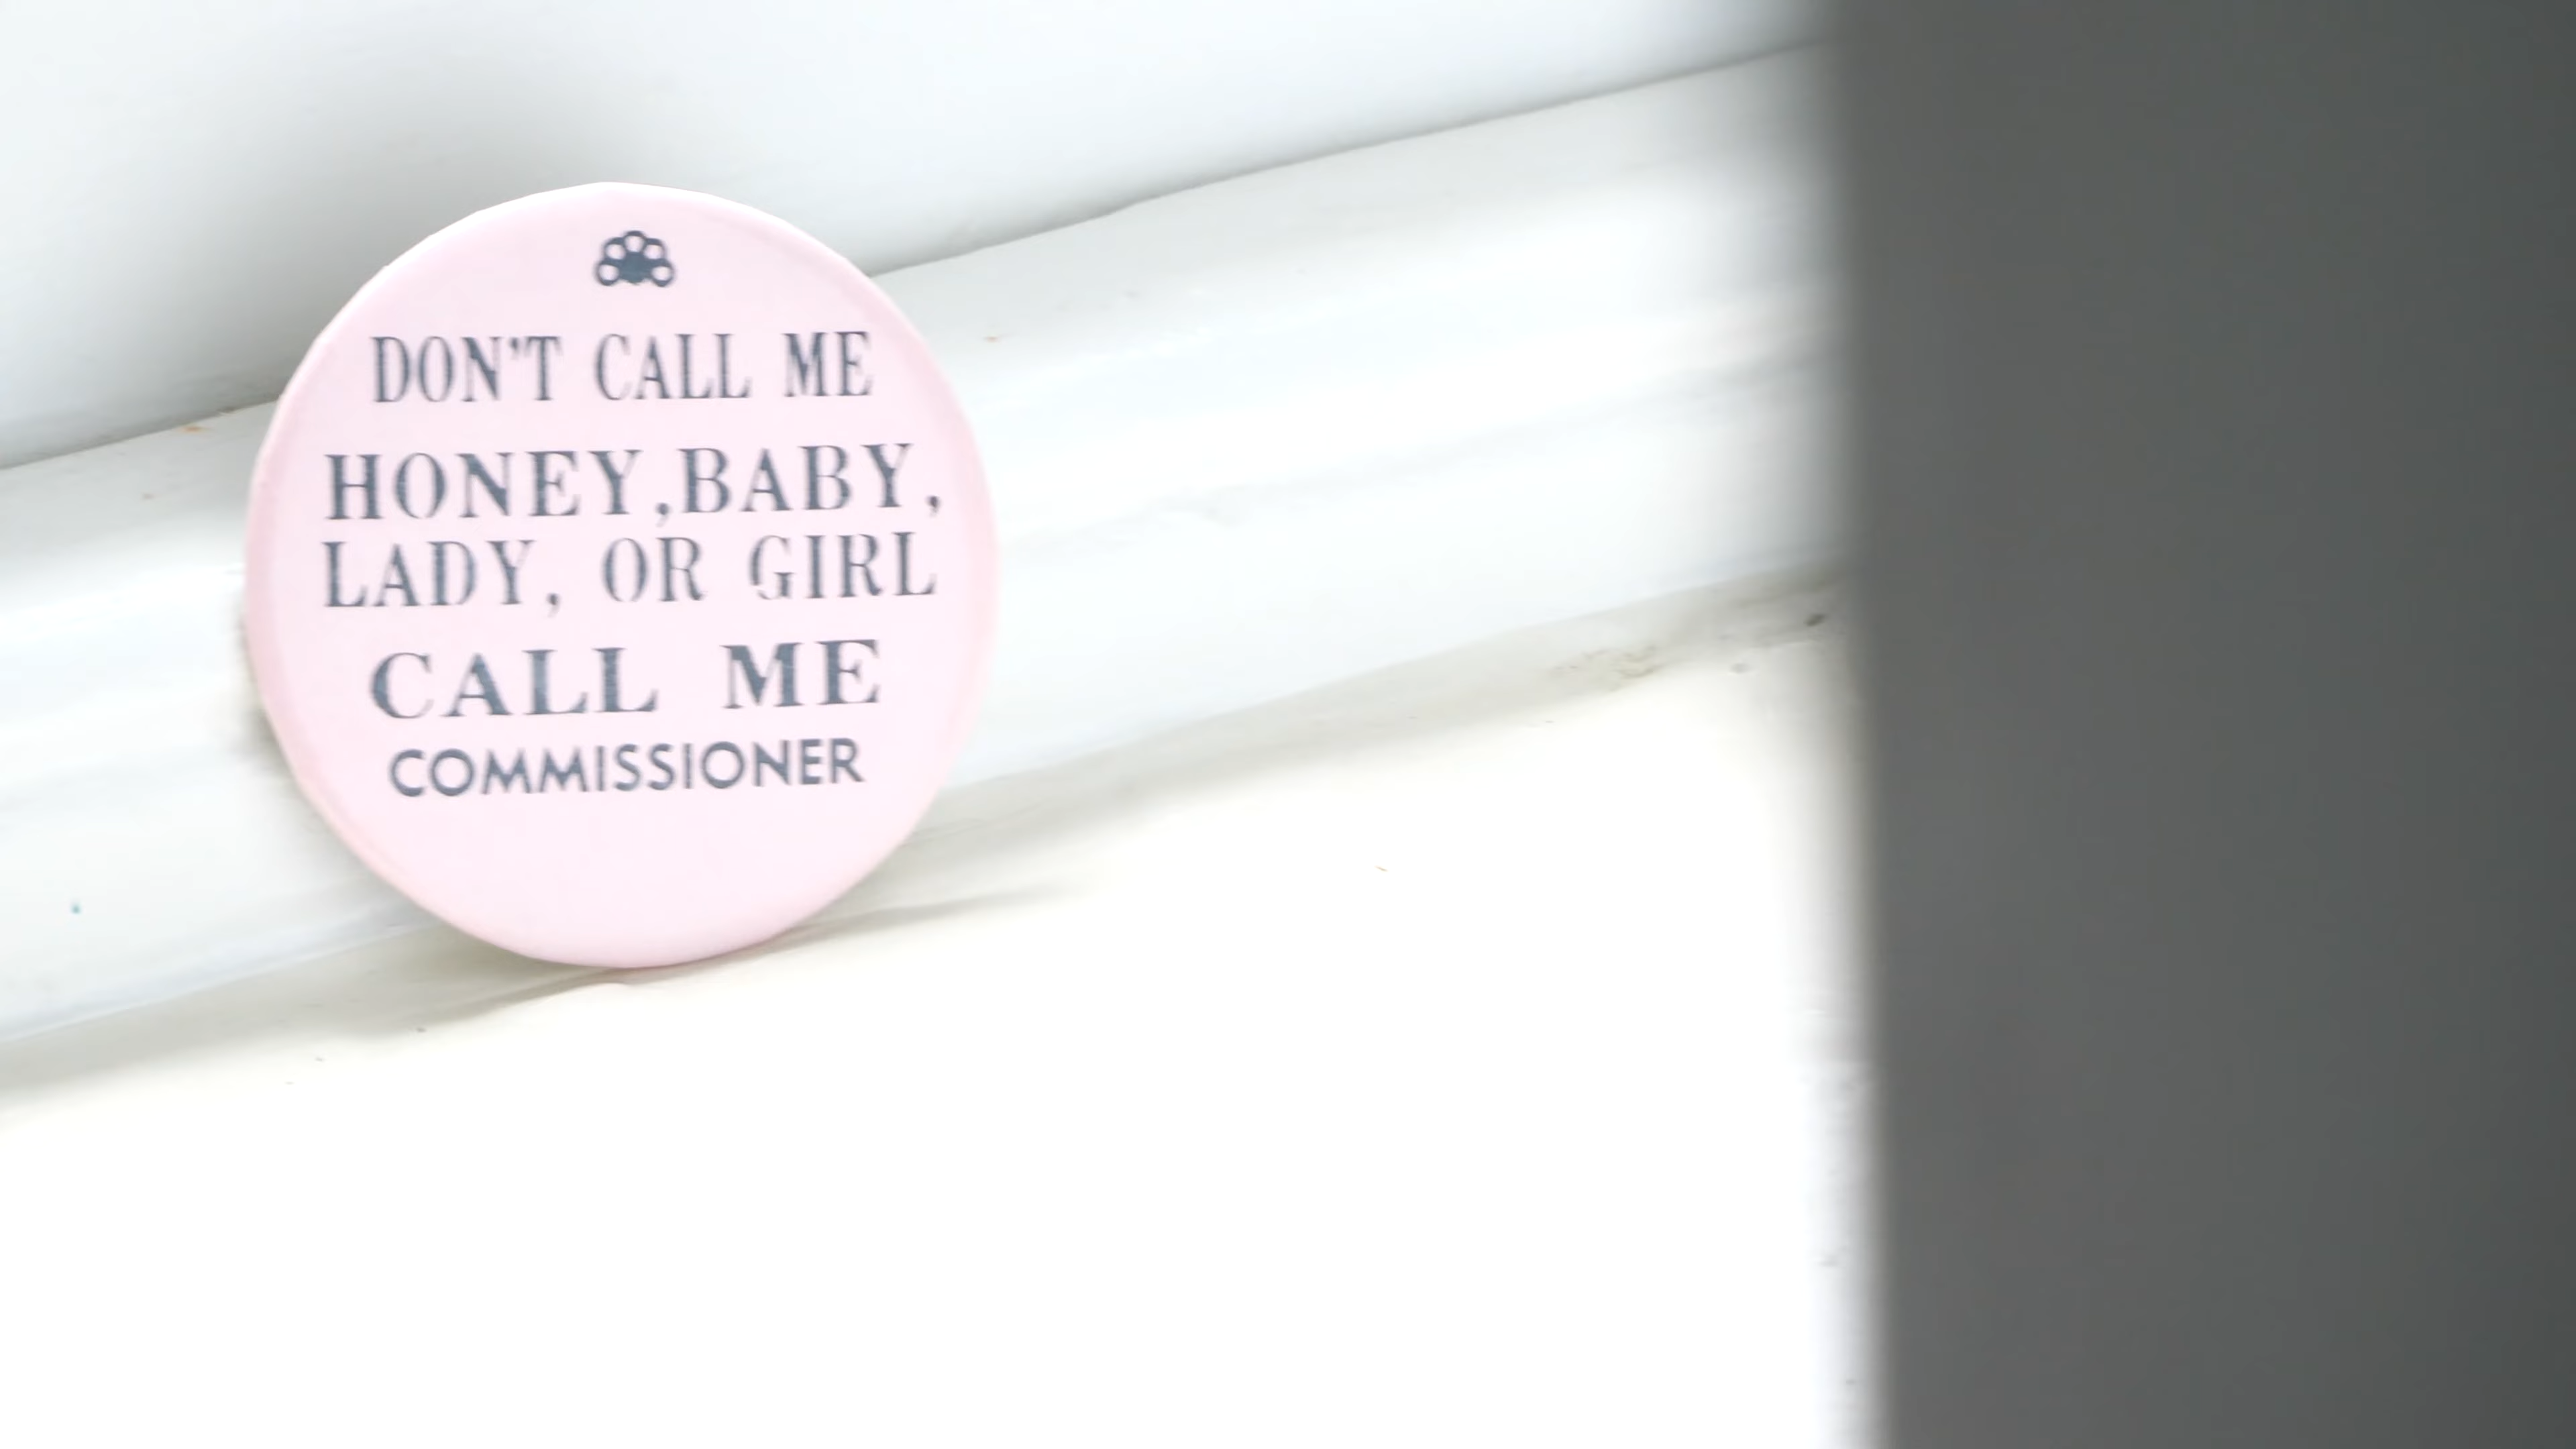 DON'T CALL ME
HONEY,BABY,
LADY, OR GIRL
CALL ME
COMMISSIONER